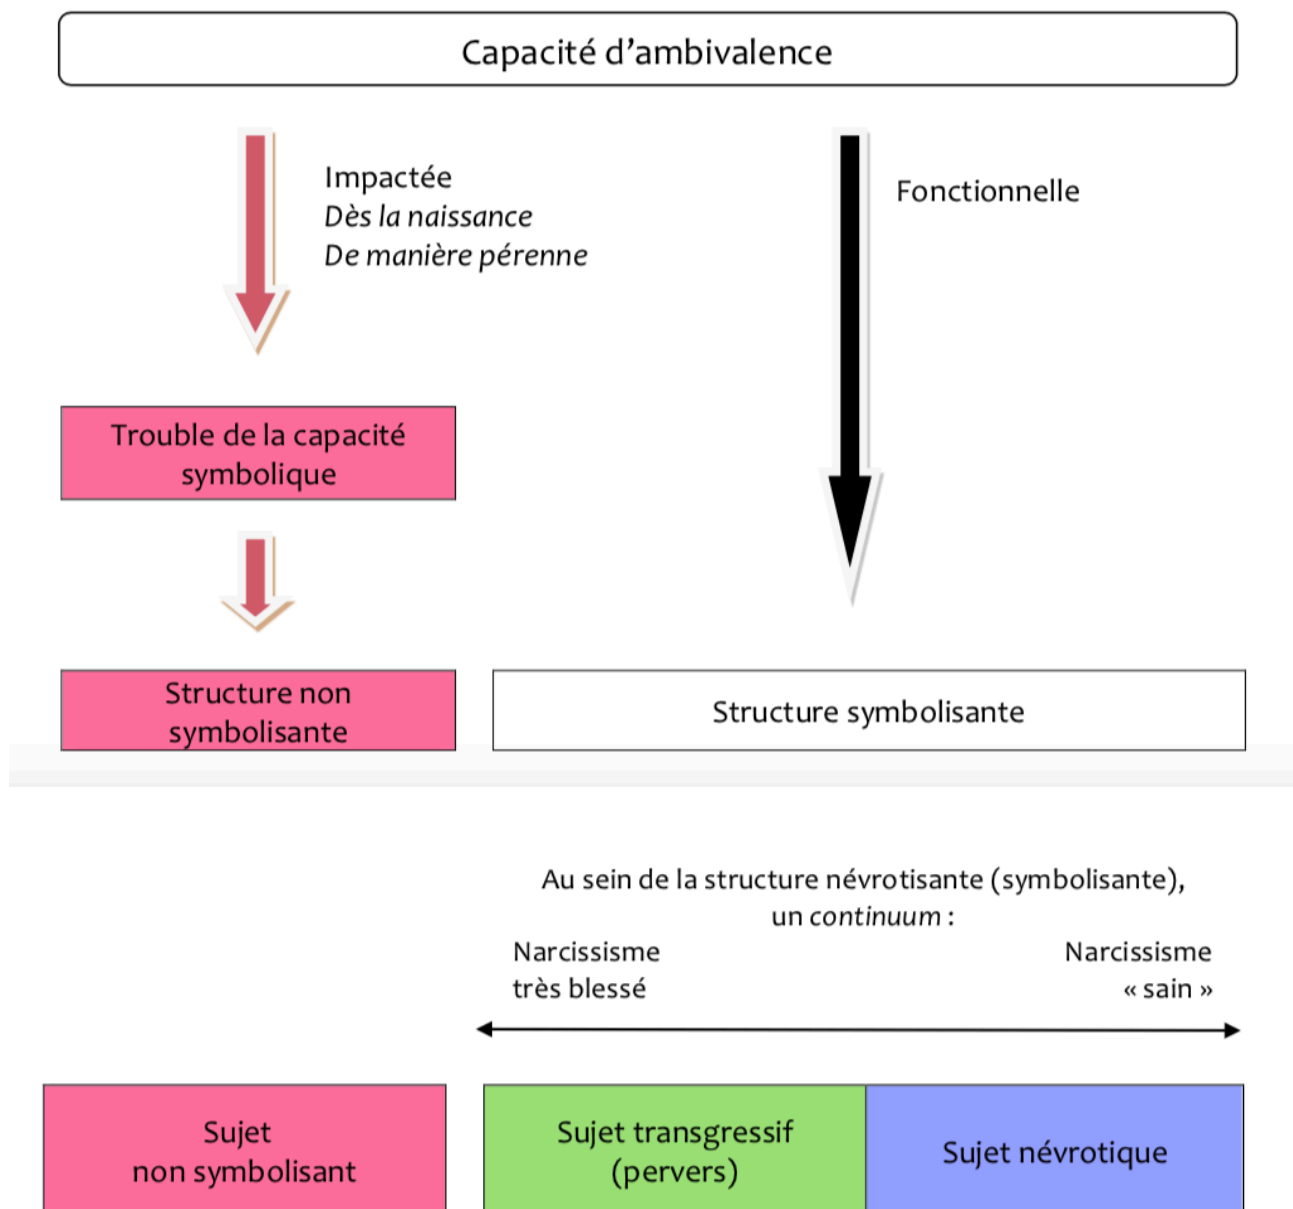 Capacité d’ambivalence
Impactée
Dès la naissance
De manière pérenne
Fonctionnelle
Trouble de la capacité
symbolique
Structure non
symbolisante
Structure symbolisante
Au sein de la structure névrotisante (symbolisante),
un continuum :
Narcissisme
très blessé
Narcissisme
« sain »
Sujet
non symbolisant
Sujet transgressif
(pervers)
Sujet névrotique